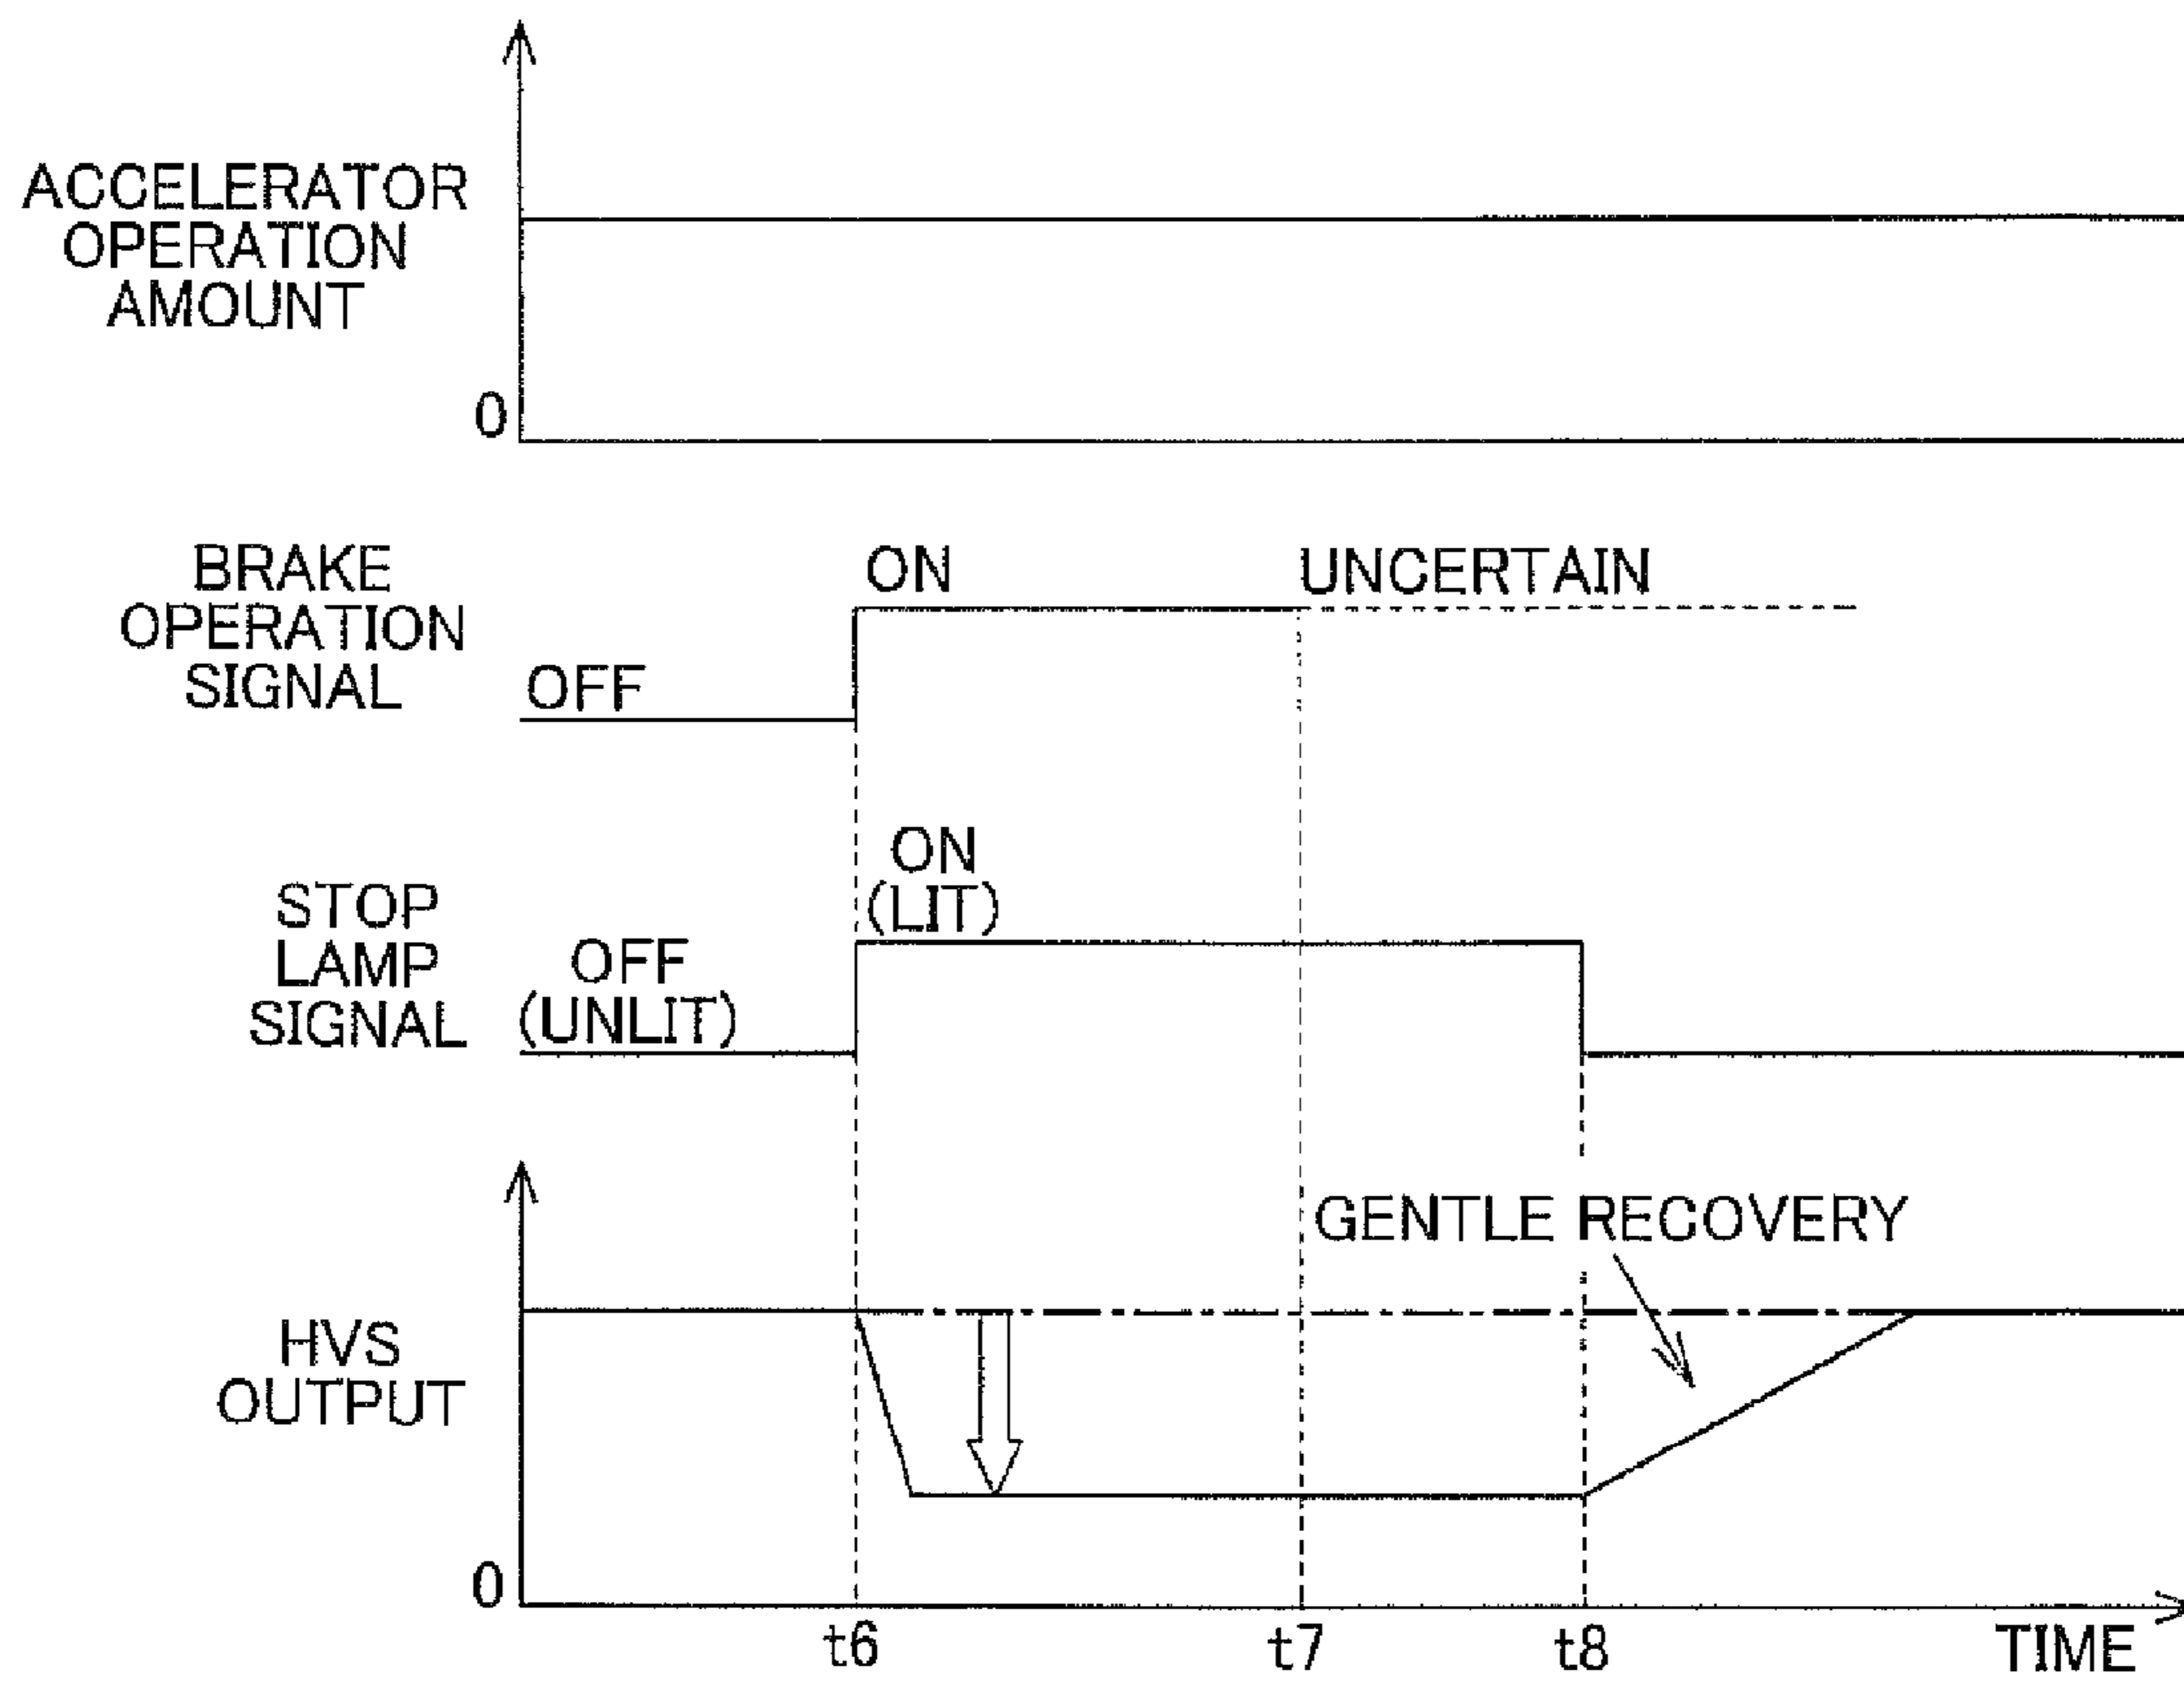 ACCELERATOR
OPERATION
AMOUNT
0
BRAKE
OPERATION
SIGNAL
OFF
ON
UNCERTAIN
STOP
LAMP
SIGNAL
OFF
(UNLIT)
ON
(LIT)
HVS
OUTPUT
GENTLE RECOVERY
0
t6
t7
t8
TIME